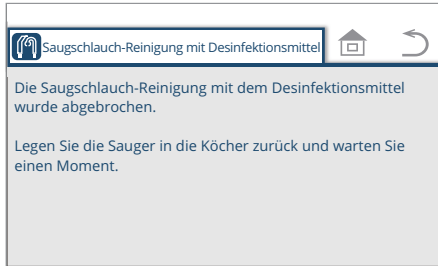 Saugschlauch-Reinigung mit Desinfektionsmittel
Die Saugschlauch-Reinigung mit dem Desinfektionsmittel
wurde abgebrochen.
Legen Sie die Sauger in die Köcher zurück und warten Sie
einen Moment.